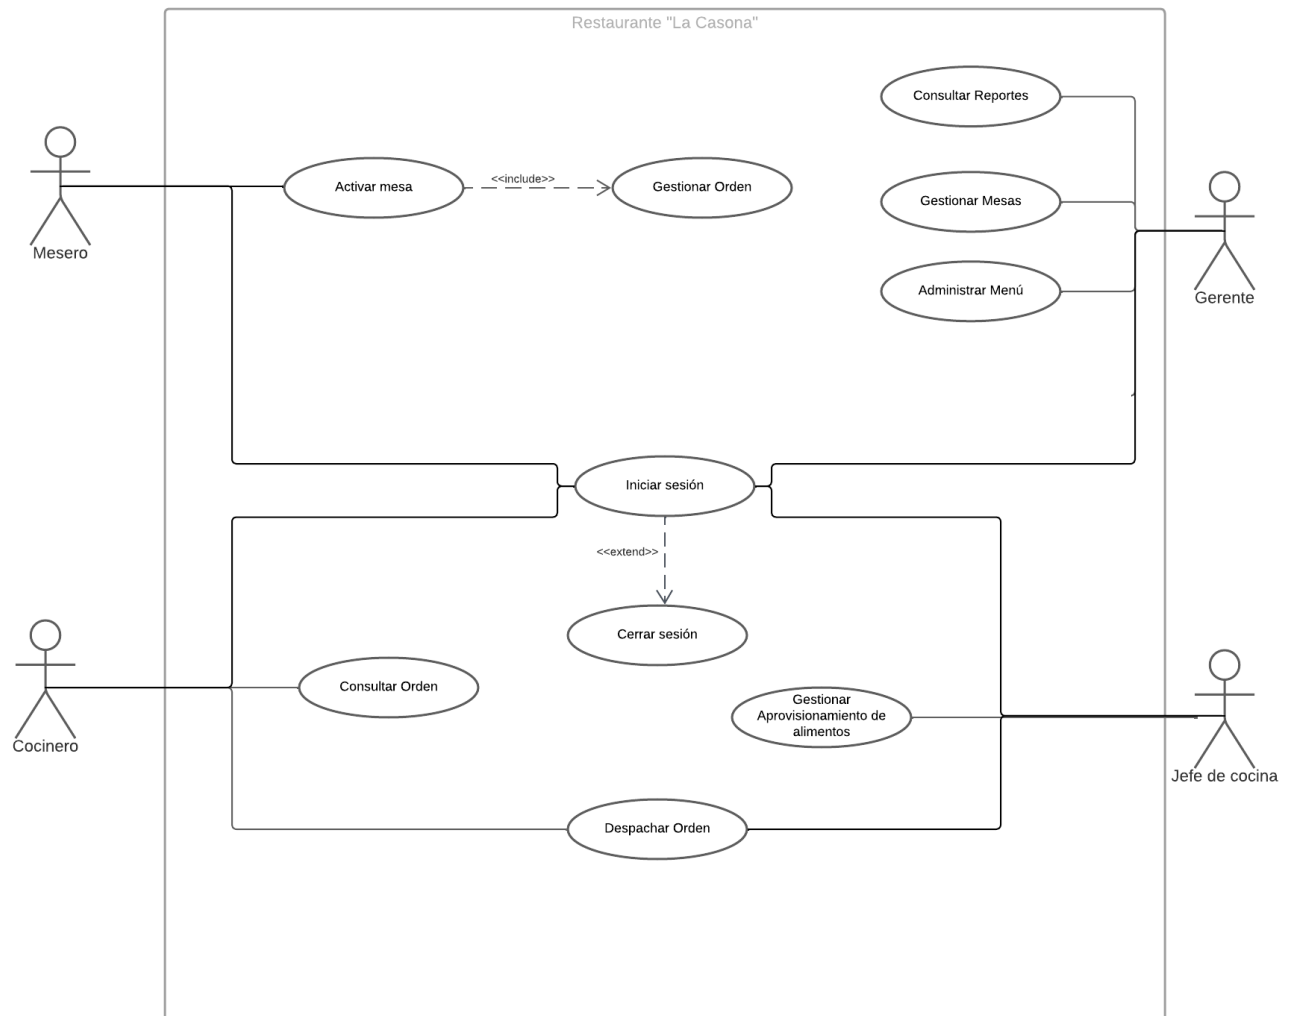 Restaurante "La Casona"
Consultar Reportes
Activar mesa
<<include>>
Gestionar Orden
Gestionar Mesas
Mesero
Administrar Menú
Gerente
Iniciar sesión
<<extend>>
Cerrar sesión
Consultar Orden
Gestionar
Aprovisionamiento de
alimentos
Cocinero
Jefe de cocina
Despachar Orden